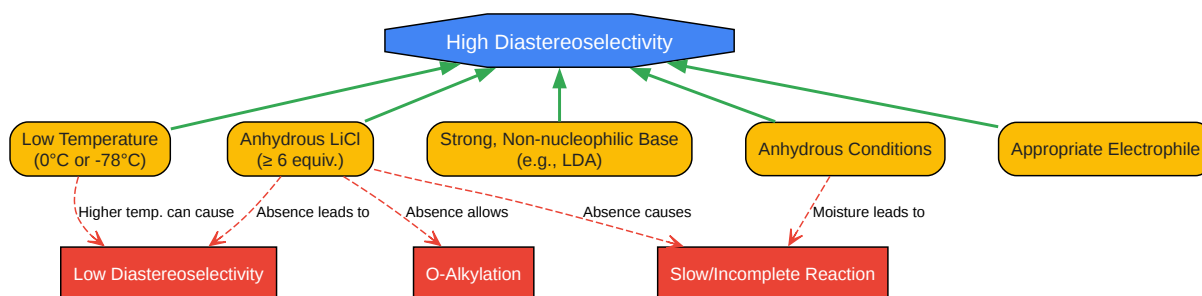 High Diastereoselectivity
Low Temperature
(0°C or -78°C)
Anhydrous LiCl
(≥ 6 equiv.)
Strong, Non-nucleophilic Base
(e.g., LDA)
Anhydrous Conditions
Appropriate Electrophile
Higher temp. can cause
Absence leads to
Absence allows
Absence causes
Moisture leads to
Low Diastereoselectivity
O-Alkylation
Slow/Incomplete Reaction